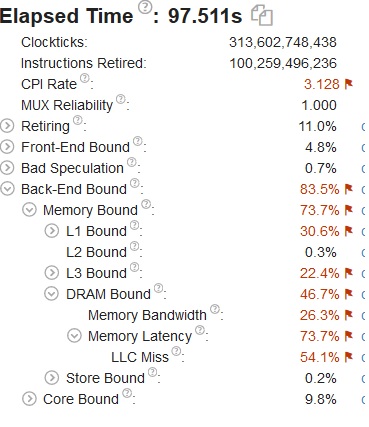 Elapsed Time ?: 97.511s
Clockticks: 313,602,748,438
Instructions Retired: 100,259,496,236
CPI Rate ?: 3.128
MUX Reliability ?: 1.000
Retiring ?: 11.0%
Front-End Bound ?: 4.8%
Bad Speculation ?: 0.7%
Back-End Bound ?: 83.5%
Memory Bound ?: 73.7%
L1 Bound ?: 30.6%
L2 Bound ?: 0.3%
L3 Bound ?: 22.4%
DRAM Bound ?: 46.7%
Memory Bandwidth ?: 26.3%
Memory Latency ?: 73.7%
LLC Miss ?: 54.1%
Store Bound ?: 0.2%
Core Bound ?: 9.8%